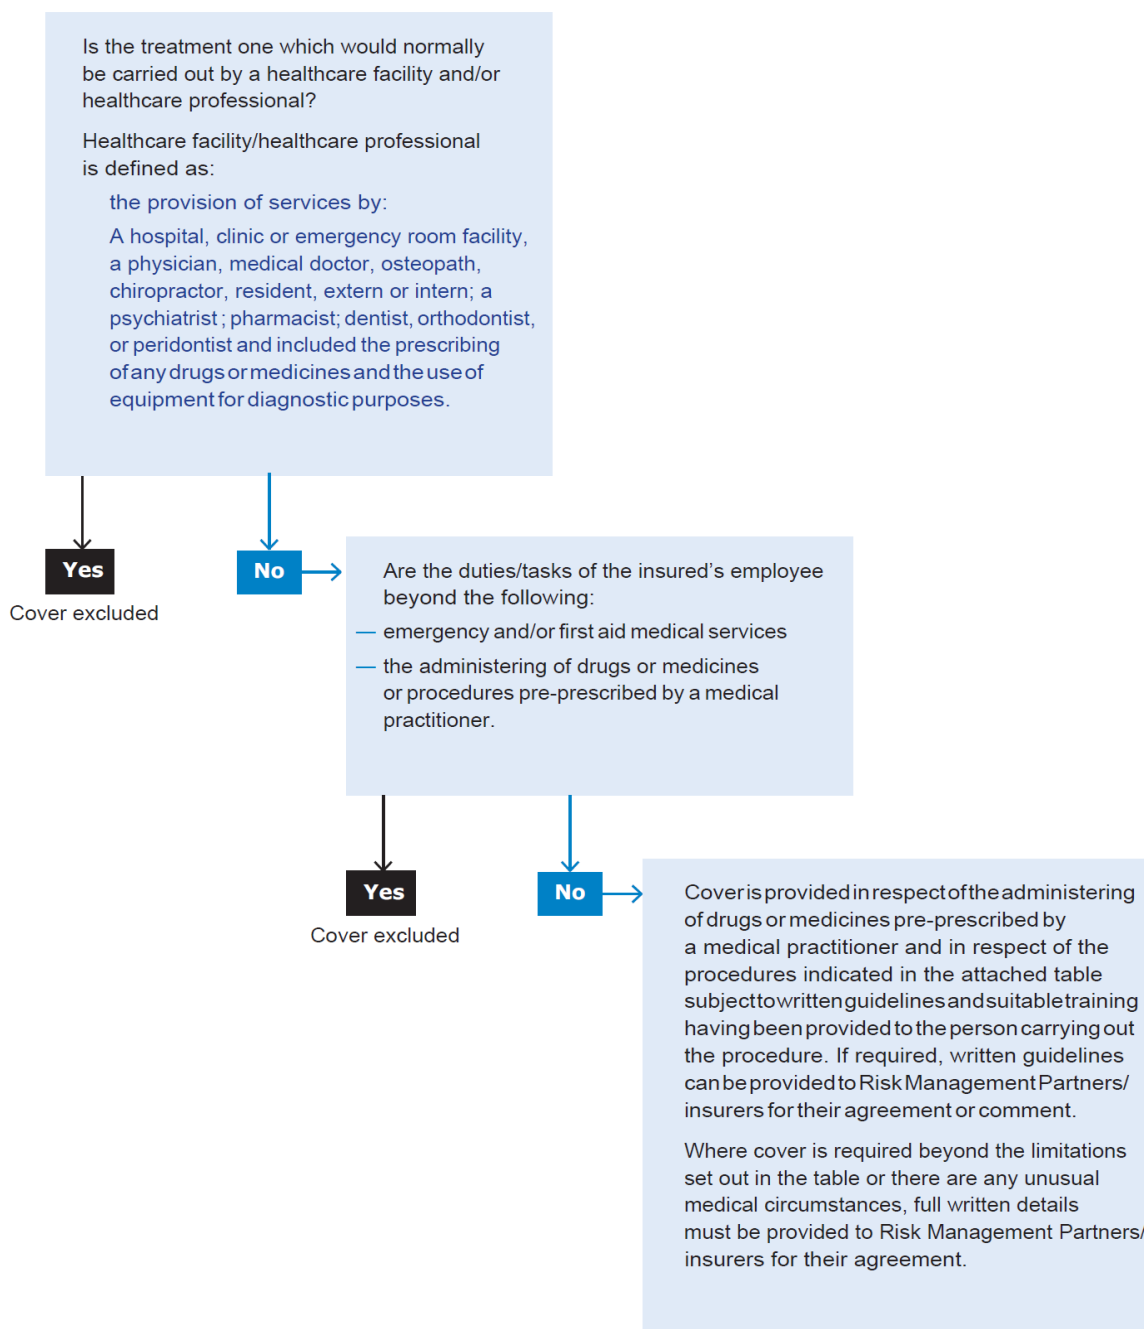 Is the treatment one which would normally
be carried out by a healthcare facility and/or
healthcare professional?
Healthcare facility/healthcare professional
is defined as:
the provision of services by:
A hospital, clinic or emergency room facility,
a physician, medical doctor, osteopath,
chiropractor, resident, extern or intern; a
psychiatrist; pharmacist; dentist, orthodontist,
or peridontist and included the prescribing
of any drugs or medicines and the use of
equipment for diagnostic purposes.
Yes
Cover excluded
No
Are the duties/tasks of the insured's employee
beyond the following:
— emergency and/or first aid medical services
— the administering of drugs or medicines
or procedures pre-prescribed by a medical
practitioner.
Yes
Cover excluded
No
Cover is provided in respect of the administering
of drugs or medicines pre-prescribed by
a medical practitioner and in respect of the
procedures indicated in the attached table
subject to written guidelines and suitable training
having been provided to the person carrying out
the procedure. If required, written guidelines
can be provided to Risk Management Partners/
insurers for their agreement or comment.
Where cover is required beyond the limitations
set out in the table or there are any unusual
medical circumstances, full written details
must be provided to Risk Management Partners/
insurers for their agreement.